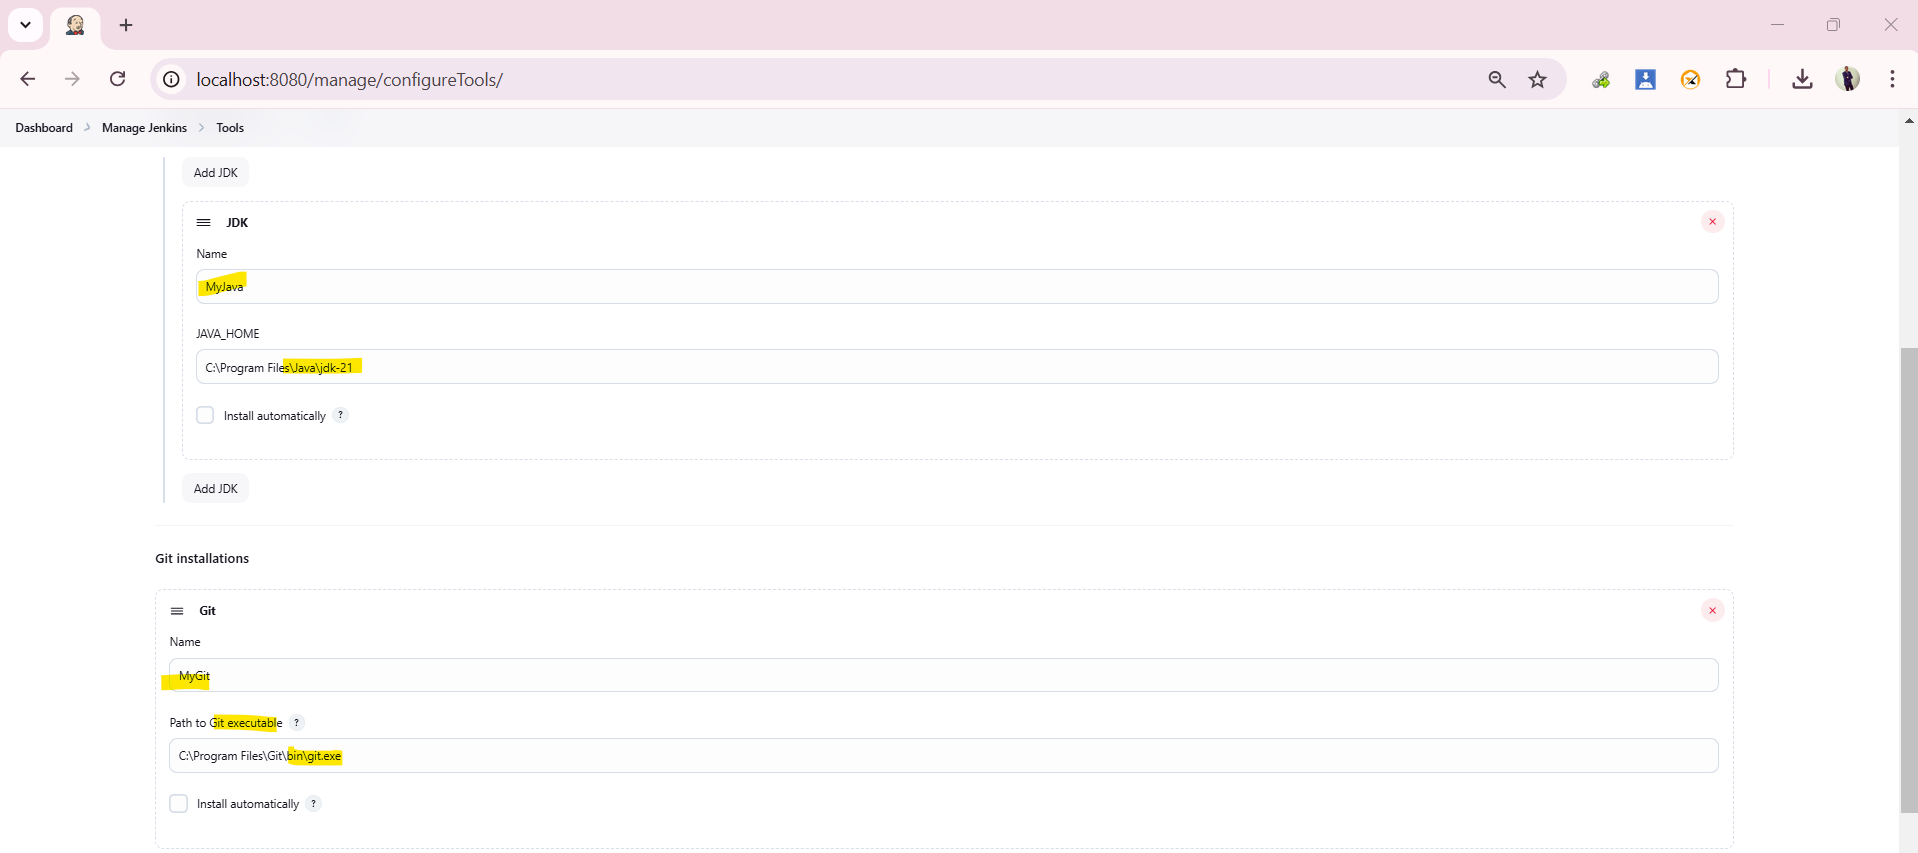 localhost:8080/manage/configureTools/
Dashboard > Manage Jenkins > Tools
Add JDK
JDK
Name
MyJava
JAVA_HOME
C:\Program Files\Java\jdk-21
Install automatically ?
Add JDK
Git installations
Git
Name
MyGit
Path to Git executable ?
C:\Program Files\Git\bin\git.exe
Install automatically ?